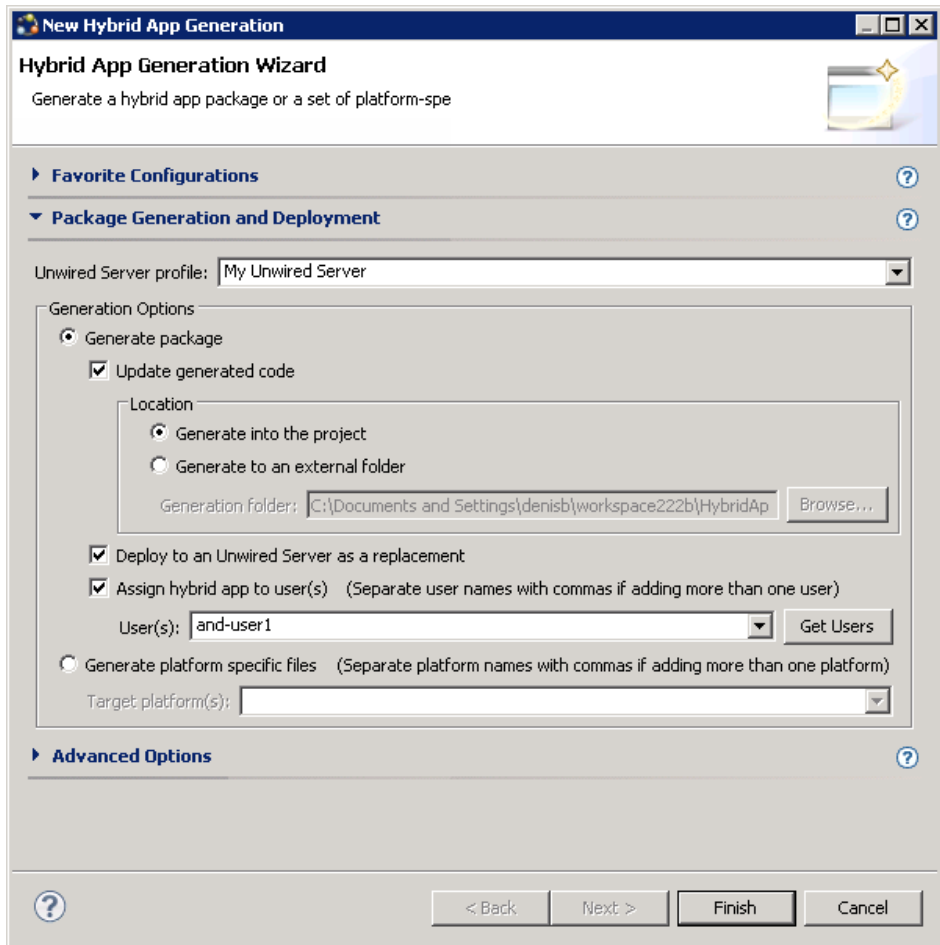 New Hybrid App Generation
Hybrid App Generation Wizard
Generate a hybrid app package or a set of platform-spe
Favorite Configurations
Package Generation and Deployment
Unwired Server profile: My Unwired Server
Generation Options
Generate package
Update generated code
Location
Generate into the project
Generate to an external folder
Generation folder: C:\Documents and Settings\denisb\workspace222b\HybridAp Browse...
Deploy to an Unwired Server as a replacement
Assign hybrid app to user(s) (Separate user names with commas if adding more than one user)
User(s): and-user1 Get Users
Generate platform specific files (Separate platform names with commas if adding more than one platform)
Target platform(s):
Advanced Options
< Back Next > Finish Cancel